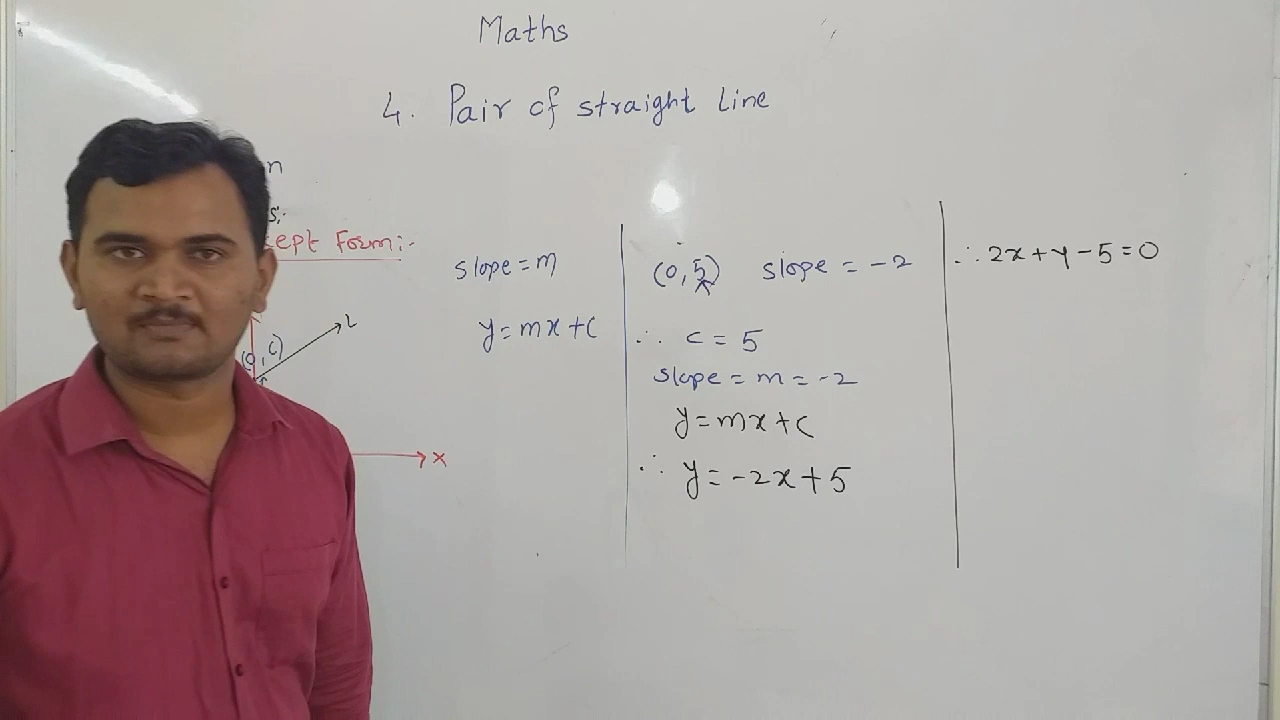 Maths
4. Pair of straight Line
n
s:-
cept Form:-
(0, C)
L
X
slope = m
y = mx + c
(0, 5) slope = -2
∴ c = 5
slope = m = -2
y = mx + c
∴ y = -2x + 5
∴ 2x + y - 5 = 0